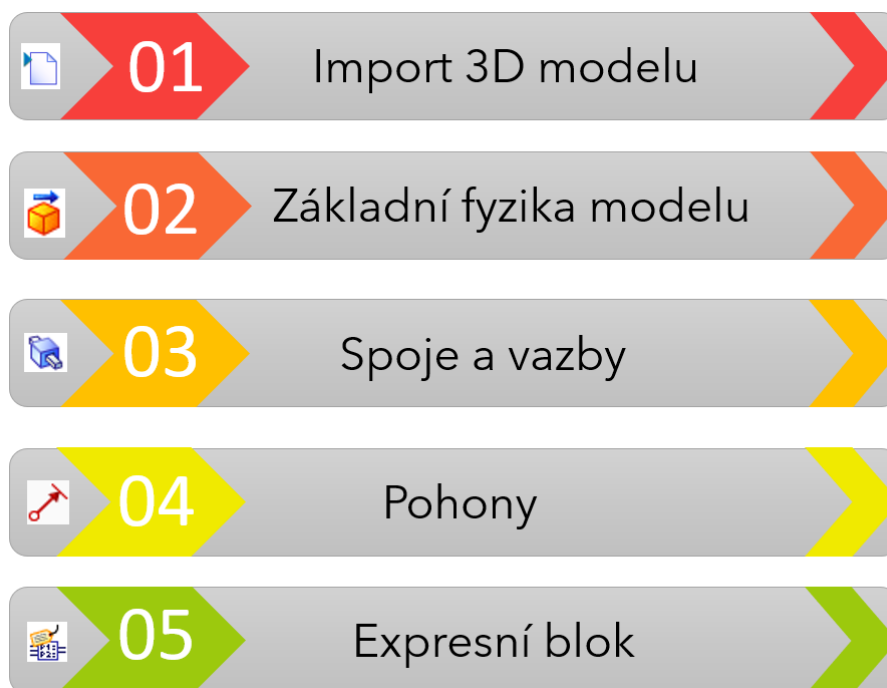 01 Import 3D modelu
02 Základní fyzika modelu
03 Spoje a vazby
04 Pohony
05 Expresní blok